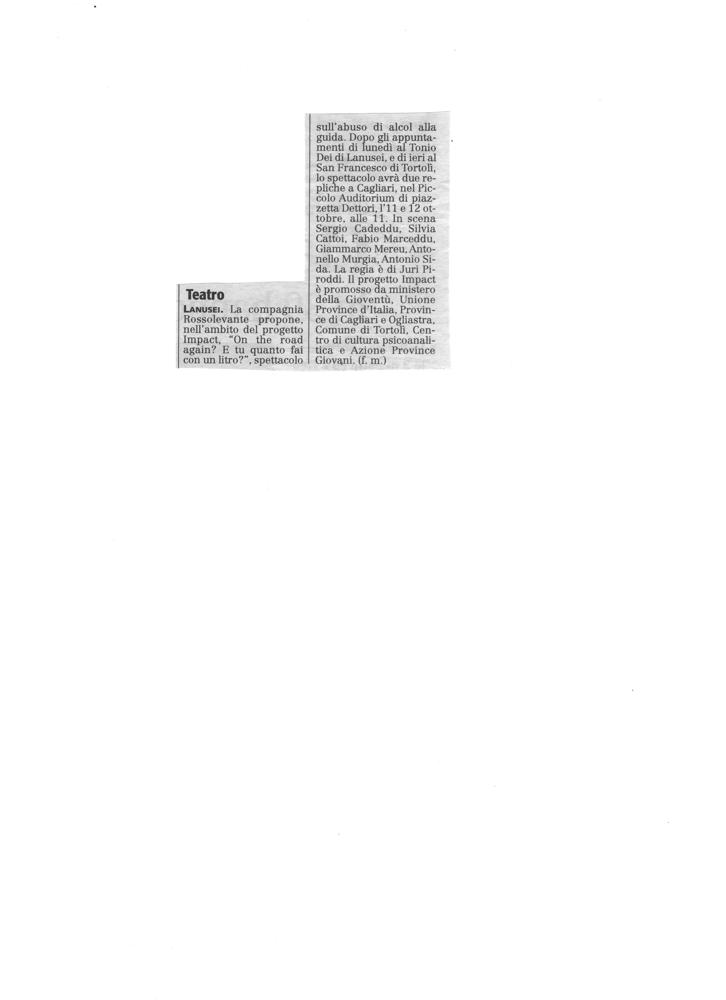 Teatro
LANUSEI. La compagnia
Rossolevante propone,
nell'ambito del progetto
Impact, “On the road
again? E tu quanto fai
con un litro?”, spettacolo
sull'abuso di alcol alla
guida. Dopo gli appunta-
menti di lunedì al Tonio
Dei di Lanusei, e di ieri al
San Francesco di Tortolì,
lo spettacolo avrà due re-
pliche a Cagliari, nel Pic-
colo Auditorium di piaz-
zetta Dettori, l'11 e 12 ot-
tobre, alle 11. In scena
Sergio Cadeddu, Silvia
Cattoi, Fabio Marceddu,
Giammarco Mereu, Anto-
nello Murgia, Antonio Si-
da. La regia è di Juri Pi-
roddi. Il progetto Impact
è promosso da ministero
della Gioventù, Unione
Province d'Italia, Provin-
ce di Cagliari e Ogliastra,
Comune di Tortolì, Cen-
tro di cultura psicoanali-
tica e Azione Province
Giovani. (f. m.)